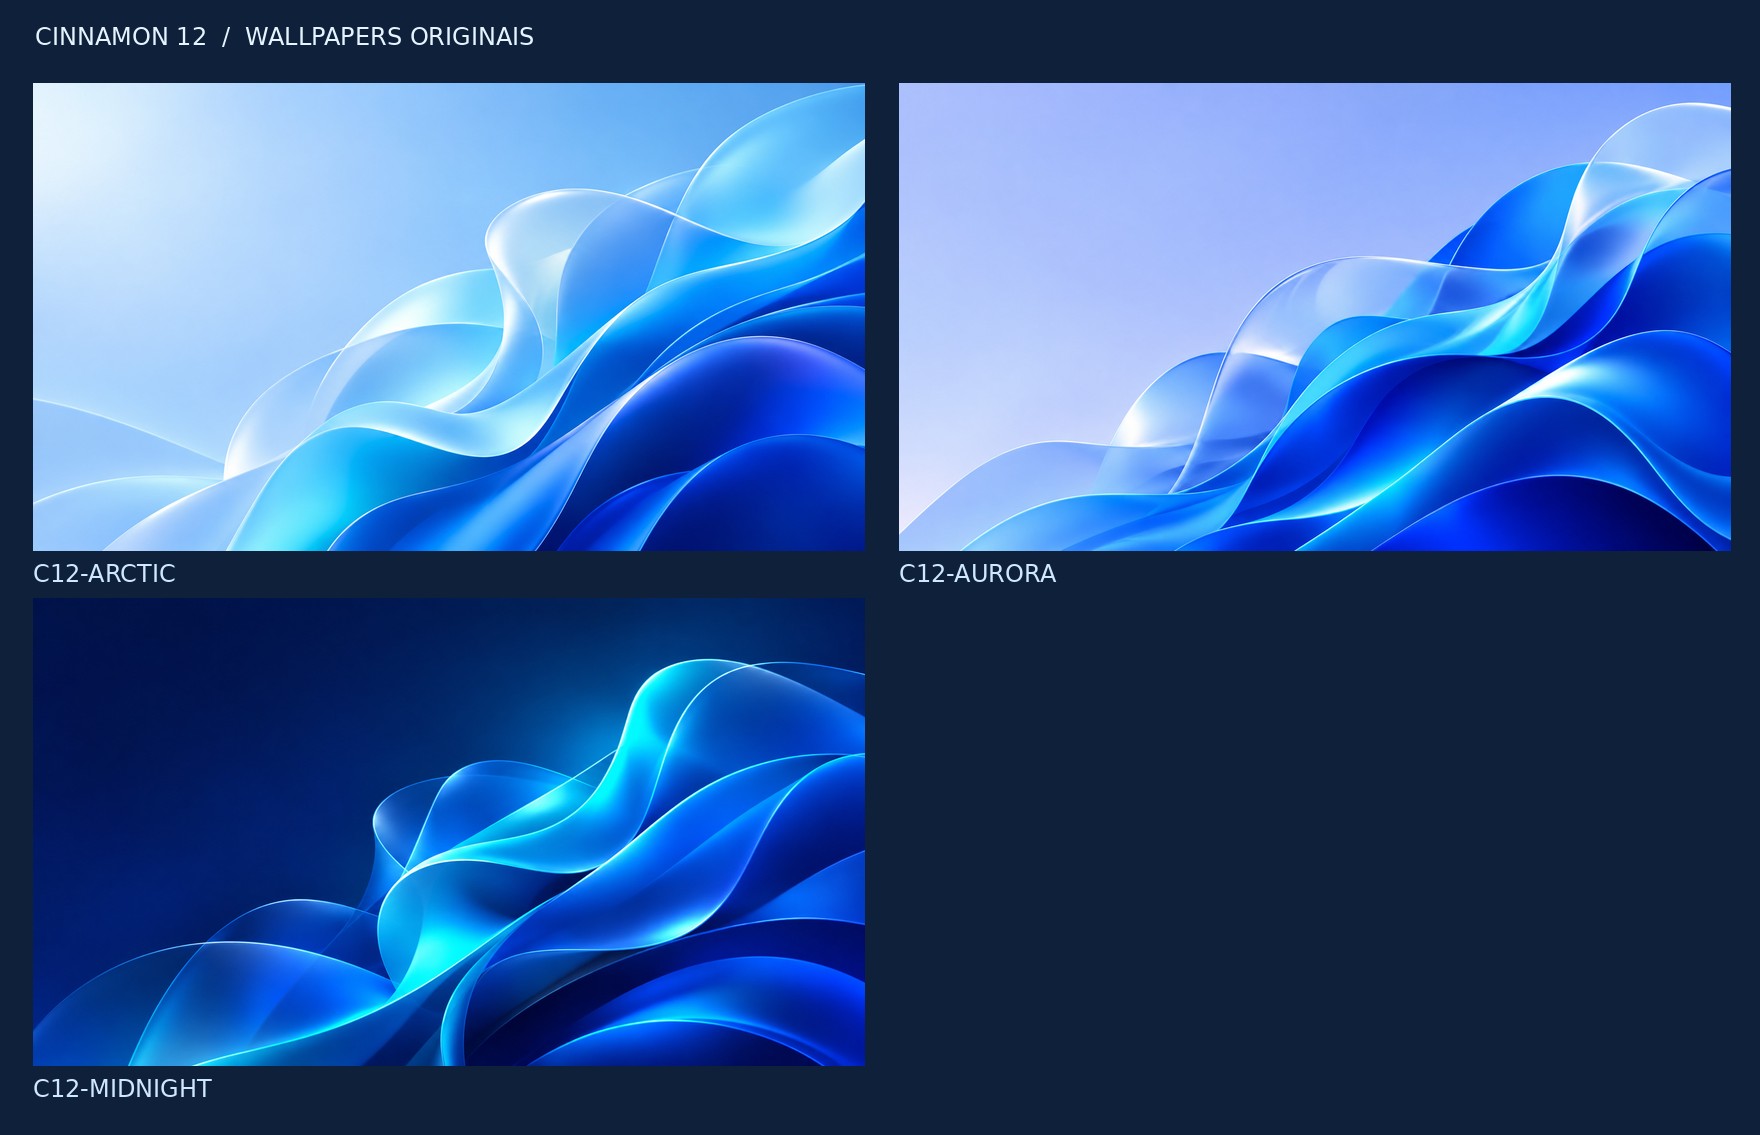 CINNAMON 12 / WALLPAPERS ORIGINAIS
C12-ARCTIC
C12-AURORA
C12-MIDNIGHT